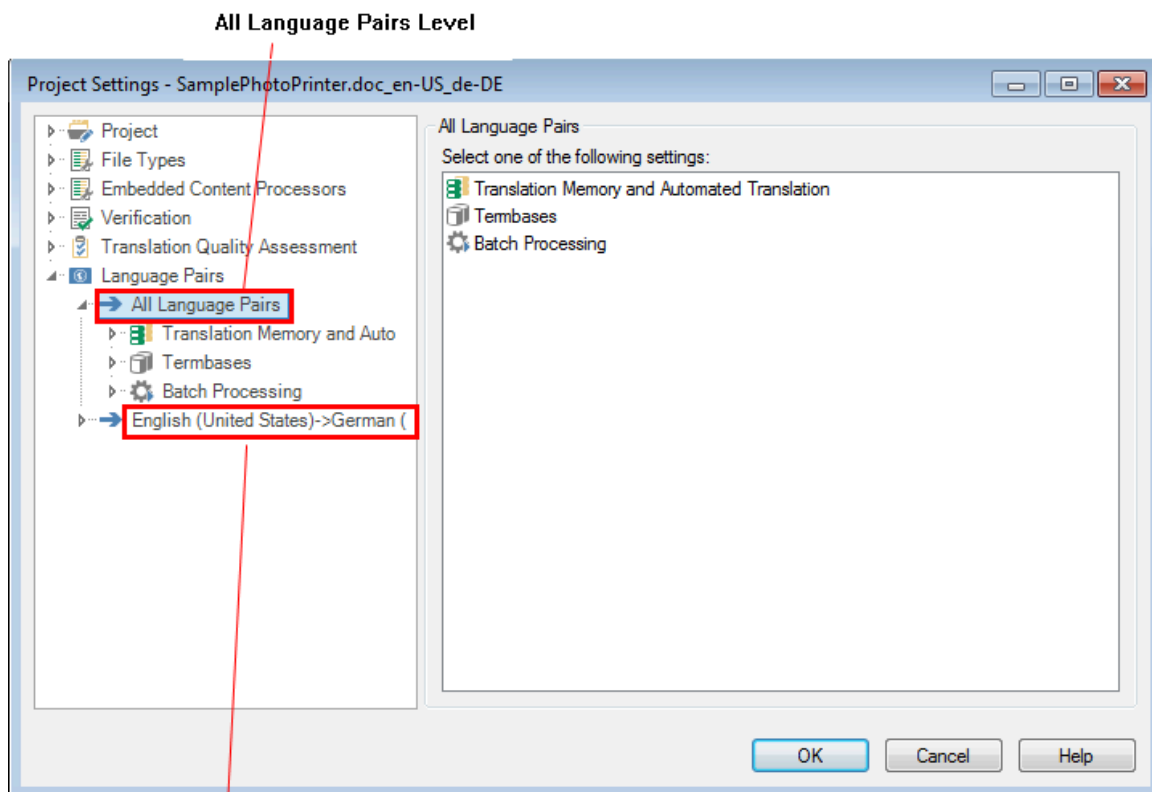 All Language Pairs Level
Project Settings - SamplePhotoPrinter.doc_en-US_de-DE
Project
File Types
Embedded Content Processors
Verification
Translation Quality Assessment
Language Pairs
All Language Pairs
Translation Memory and Auto
Termbases
Batch Processing
English (United States)->German (
All Language Pairs
Select one of the following settings:
Translation Memory and Automated Translation
Termbases
Batch Processing
OK
Cancel
Help